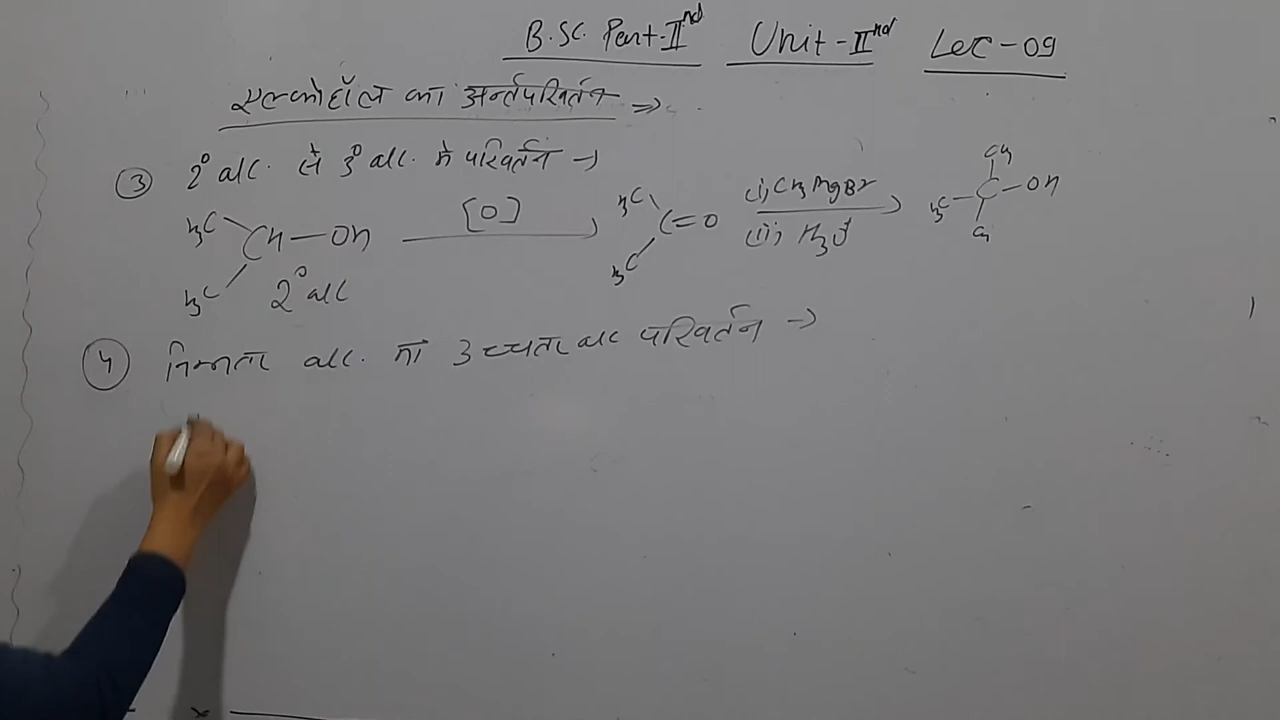 B.Sc. Part-IInd Unit-IInd Lec-09
एल्कोहॉल का अर्न्तपरिवर्तन ⇒
③ 2° alc. से 3° alc. में परिवर्तन →
H3C CH—OH [O] H3C C=O (i) CH3MgBr H3C—C—OH CH3
H3C 2° alc H3C (ii) H3O+ CH3
④ निम्नतर alc. का उच्चतर alc परिवर्तन →